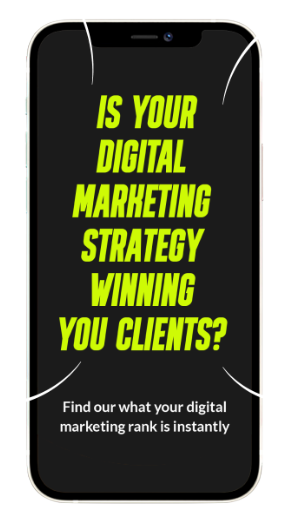 IS YOUR
DIGITAL
MARKETING
STRATEGY
WINNING
YOU CLIENTS?
Find our what your digital
marketing rank is instantly